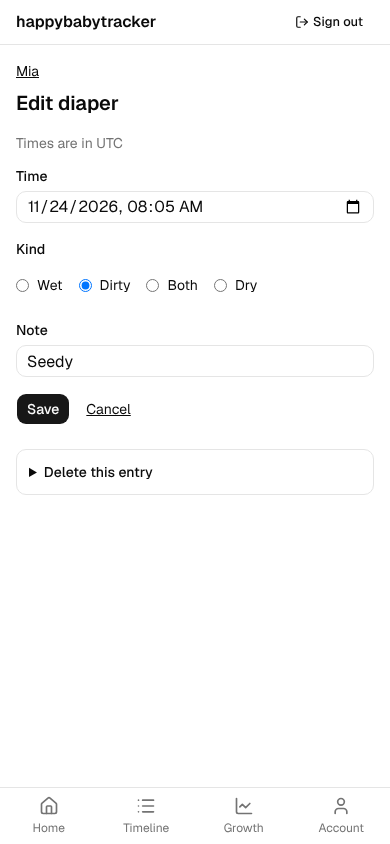 happybabytracker
Sign out
Mia
Edit diaper
Times are in UTC
Time
11/24/2026, 08:05 AM
Kind
Wet Dirty Both Dry
Note
Seedy
Save Cancel
Delete this entry
Home Timeline Growth Account